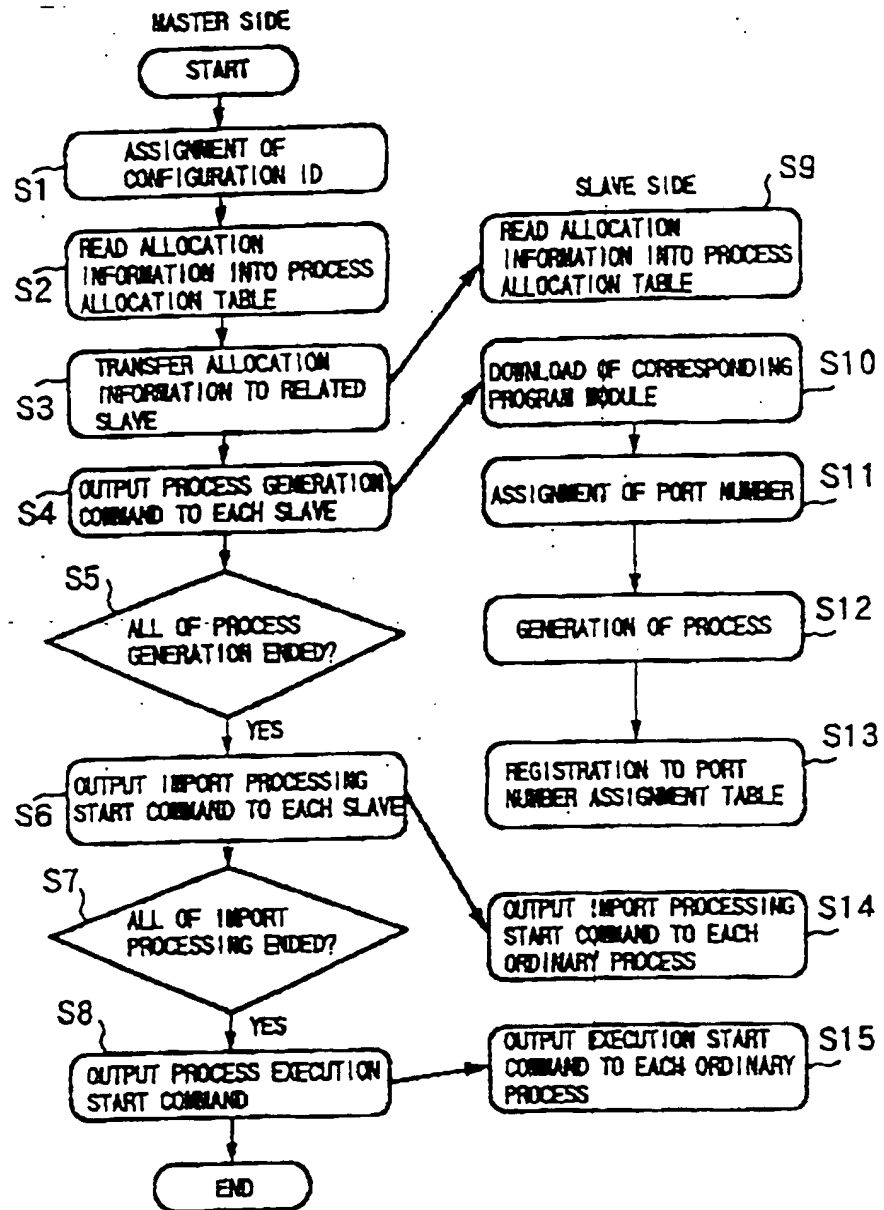 MASTER SIDE
START
S1
ASSIGNMENT OF
CONFIGURATION ID
S2
READ ALLOCATION
INFORMATION INTO PROCESS
ALLOCATION TABLE
S3
TRANSFER ALLOCATION
INFORMATION TO RELATED
SLAVE
S4
OUTPUT PROCESS GENERATION
COMMAND TO EACH SLAVE
S5
ALL OF PROCESS
GENERATION ENDED?
YES
S6
OUTPUT IMPORT PROCESSING
START COMMAND TO EACH SLAVE
S7
ALL OF IMPORT
PROCESSING ENDED?
YES
S8
OUTPUT PROCESS EXECUTION
START COMMAND
END
SLAVE SIDE
S9
READ ALLOCATION
INFORMATION INTO PROCESS
ALLOCATION TABLE
S10
DOWNLOAD OF CORRESPONDING
PROGRAM MODULE
S11
ASSIGNMENT OF PORT NUMBER
S12
GENERATION OF PROCESS
S13
REGISTRATION TO PORT
NUMBER ASSIGNMENT TABLE
S14
OUTPUT IMPORT PROCESSING
START COMMAND TO EACH
ORDINARY PROCESS
S15
OUTPUT EXECUTION START
COMMAND TO EACH ORDINARY
PROCESS